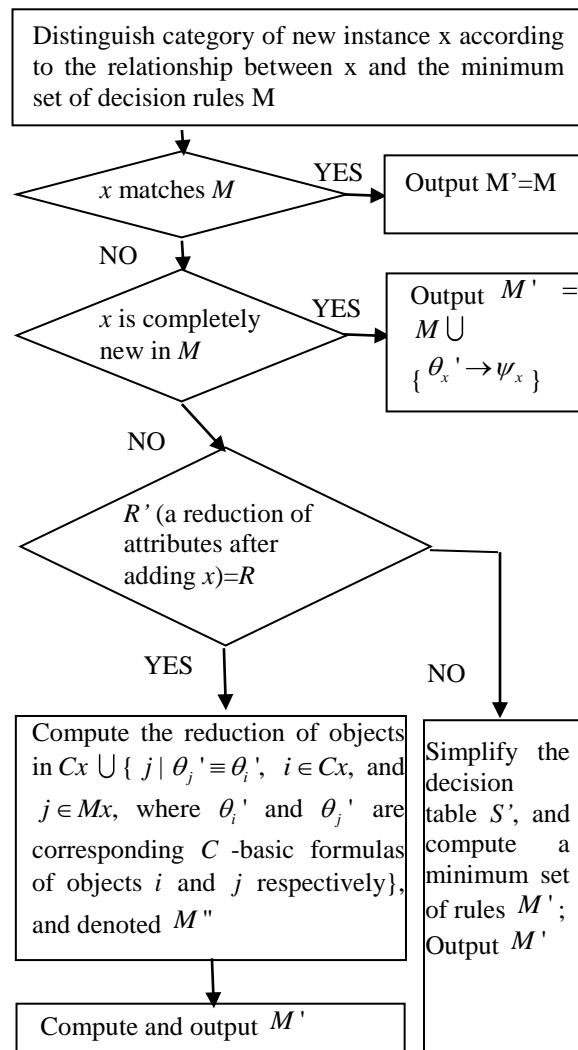 Distinguish category of new instance x according
to the relationship between x and the minimum
set of decision rules M
x matches M
YES
Output M’=M
NO
x is completely
new in M
YES
Output M ' =
M ∪
{ θx ' → ψx }
NO
R’ (a reduction of
attributes after
adding x)=R
YES
NO
Compute the reduction of objects
in Cx ∪ { j | θj ' ≡ θi ', i ∈ Cx, and
j ∈ Mx, where θi ' and θj ' are
corresponding C -basic formulas
of objects i and j respectively},
and denoted M "
Simplify the
decision
table S’, and
compute a
minimum set
of rules M ' ;
Output M '
Compute and output M '